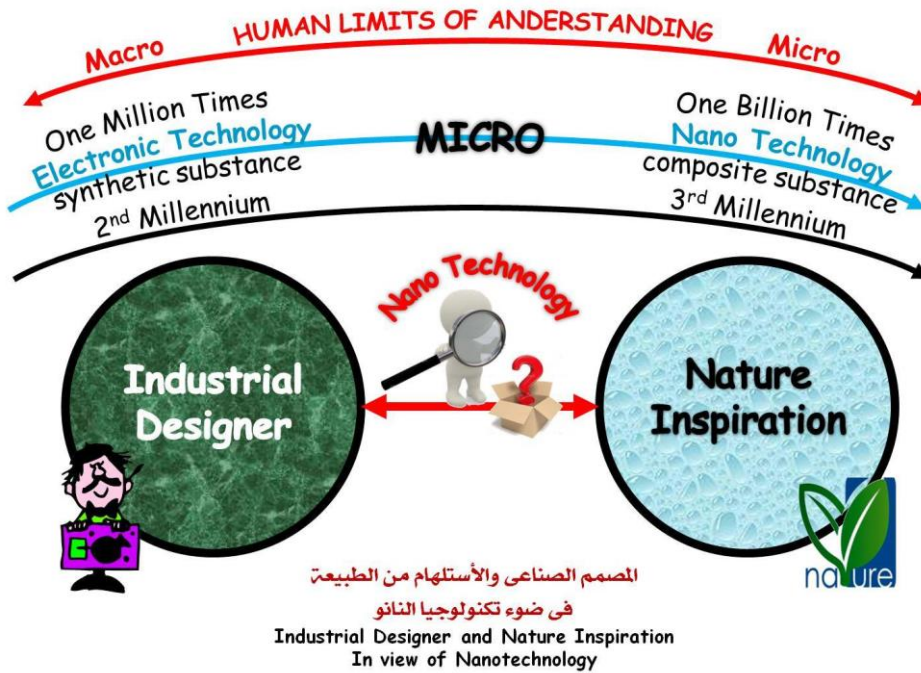 HUMAN LIMITS OF ANDERSTANDING
Macro
Micro
One Million Times
Electronic Technology
synthetic substance
2nd Millennium
MICRO
One Billion Times
Nano Technology
composite substance
3rd Millennium
Nano Technology
Industrial
Designer
?
Nature
Inspiration
nature
المصمم الصناعى والأستلهام من الطبيعة
فى ضوء تكنولوجيا النانو
Industrial Designer and Nature Inspiration
In view of Nanotechnology